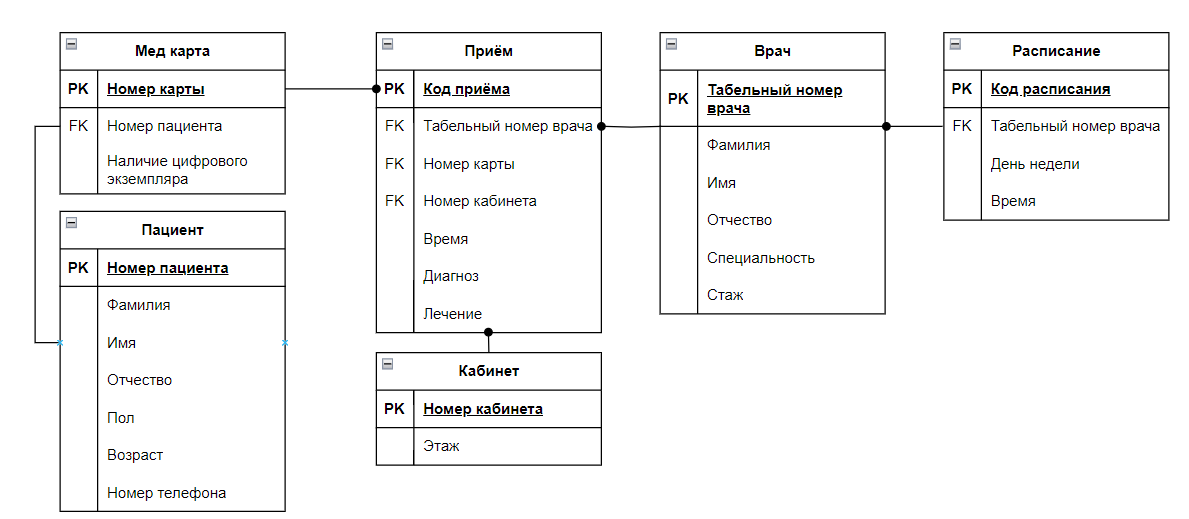 Мед карта
PK Номер карты
FK Номер пациента
Наличие цифрового
экземпляра
Пациент
PK Номер пациента
Фамилия
Имя
Отчество
Пол
Возраст
Номер телефона
Приём
PK Код приёма
FK Табельный номер врача
FK Номер карты
FK Номер кабинета
Время
Диагноз
Лечение
Кабинет
PK Номер кабинета
Этаж
Врач
PK Табельный номер
врача
Фамилия
Имя
Отчество
Специальность
Стаж
Расписание
PK Код расписания
FK Табельный номер врача
День недели
Время